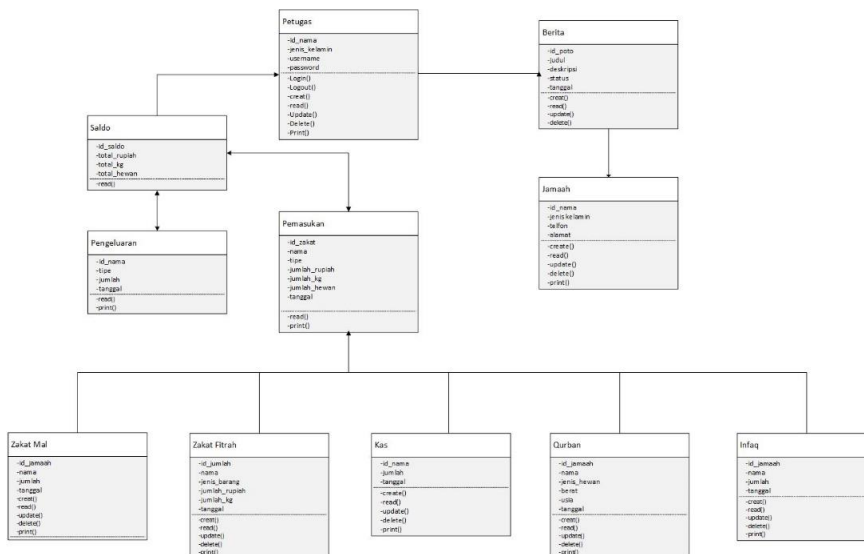 Petugas
-id_nama
-jenis_kelamin
-username
-password
-Login()
-Logout()
-creat()
-read()
-Update()
-Delete()
-Print()
Berita
-id_poto
-judul
-deskripsi
-status
-tanggal
-creat()
-read()
-update()
-delete()
Saldo
-id_saldo
-total_rupiah
-total_kg
-total_hewan
-read()
Jamaah
-id_nama
-jenis kelamin
-telfon
-alamat
-create()
-read()
-update()
-delete()
-print()
Pengeluaran
-id_nama
-tipe
-jumlah
-tanggal
-read()
-print()
Pemasukan
-id_zakat
-nama
-tipe
-jumlah_rupiah
-jumlah_kg
-jumlah_hewan
-tanggal
-read()
-print()
Zakat Mal
-id_jamaah
-nama
-jumlah
-tanggal
-creat()
-read()
-update()
-delete()
-print()
Zakat Fitrah
-id_jumlah
-nama
-jenis_barang
-jumlah_rupiah
-jumlah_kg
-tanggal
-creat()
-read()
-update()
-delete()
-print()
Kas
-id_nama
-jumlah
-tanggal
-create()
-read()
-update()
-delete()
-print()
Qurban
-id_jamaah
-nama
-jenis_hewan
-berat
-usia
-tanggal
-creat()
-read()
-update()
-delete()
-print()
Infaq
-id_jamaah
-nama
-jumlah
-tanggal
-creat()
-read()
-update()
-delete()
-print()